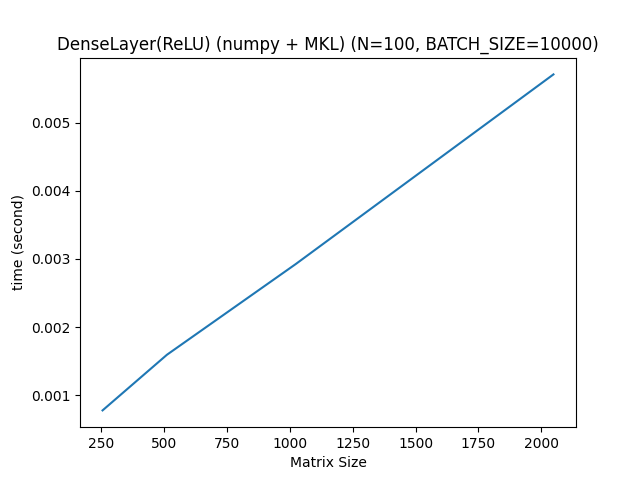 DenseLayer(ReLU) (numpy + MKL) (N=100, BATCH_SIZE=10000)
0.005
0.004
0.003
0.002
0.001
time (second)
250 500 750 1000 1250 1500 1750 2000
Matrix Size